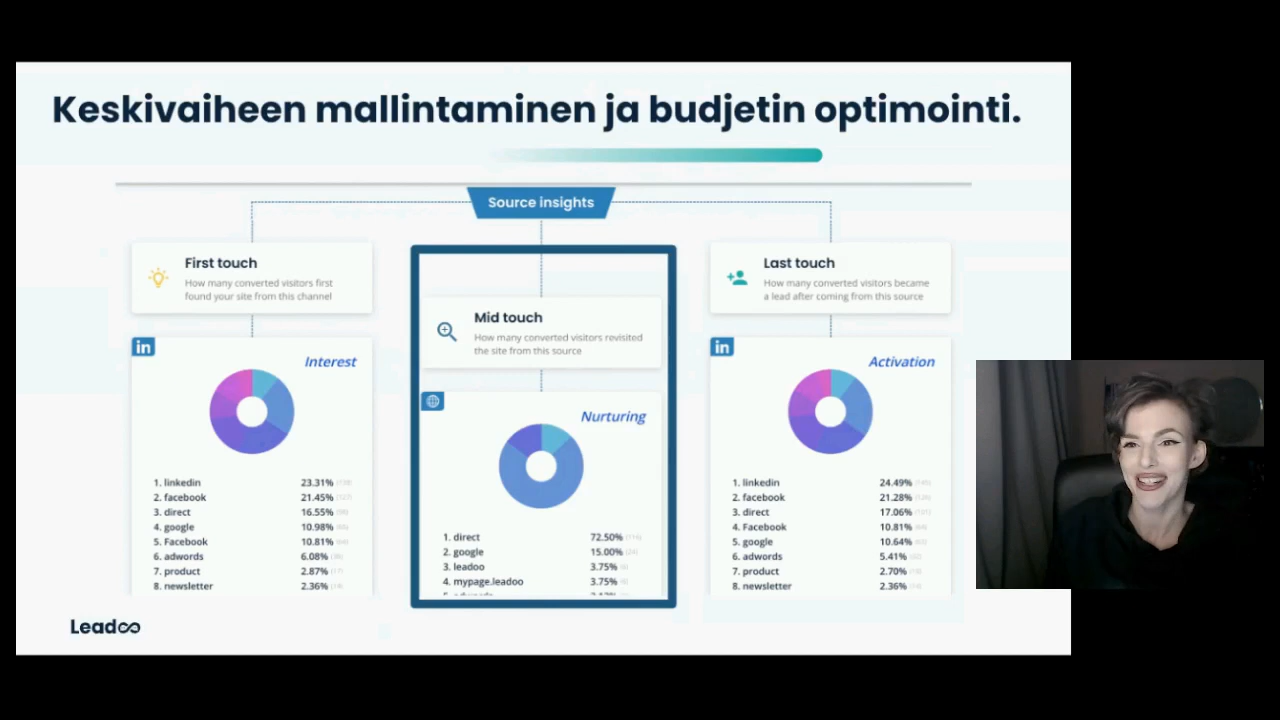 Keskivaiheen mallintaminen ja budjetin optimointi.
Source insights
First touch
How many converted visitors first
found your site from this channel
in
Interest
1. linkedin 23.31%
2. facebook 21.45% (127)
3. direct 16.55%
4. google 10.98%
5. Facebook 10.81%
6. adwords 6.08%
7. product 2.87%
8. newsletter 2.36%
Mid touch
How many converted visitors revisited
the site from this source
Nurturing
1. direct 72.50%
2. google 15.00%
3. leadoo 3.75%
4. mypage.leadoo 3.75%
Last touch
How many converted visitors became
a lead after coming from this source
in
Activation
1. linkedin 24.49%
2. facebook 21.28%
3. direct 17.06%
4. Facebook 10.81%
5. google 10.64%
6. adwords 5.41%
7. product 2.70%
8. newsletter 2.36%
Leadoo